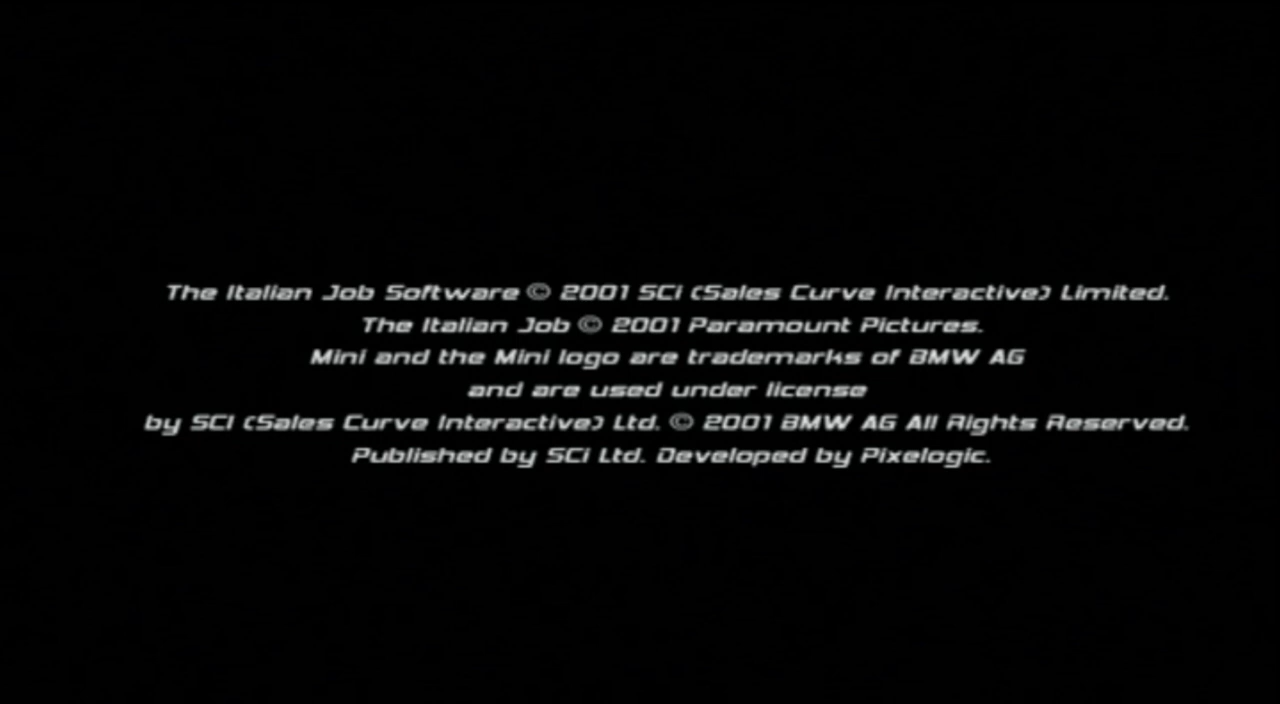 The Italian Job Software © 2001 SCi (Sales Curve Interactive) Limited.
The Italian Job © 2001 Paramount Pictures.
Mini and the Mini logo are trademarks of BMW AG
and are used under license
by SCI (Sales Curve Interactive) Ltd. © 2001 BMW AG All Rights Reserved.
Published by SCi Ltd. Developed by Pixelogic.